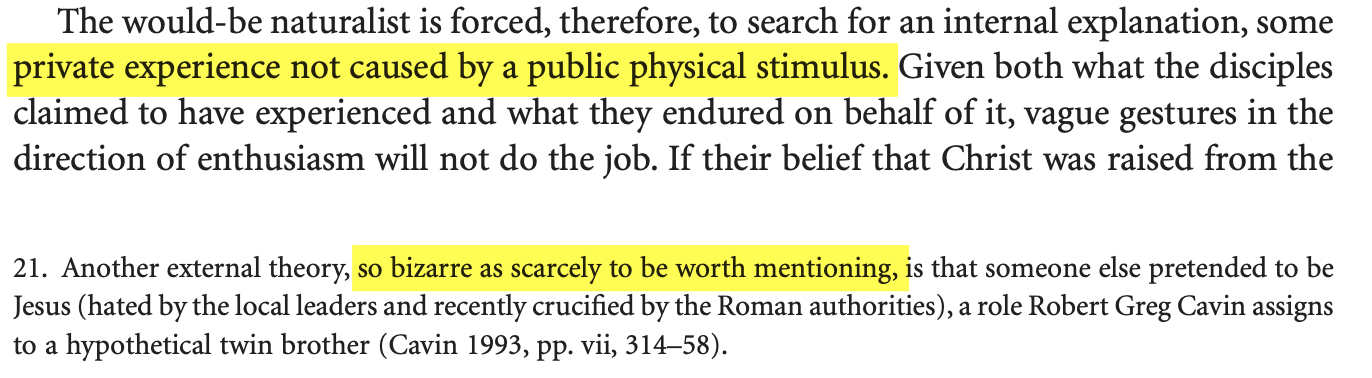 The would-be naturalist is forced, therefore, to search for an internal explanation, some
private experience not caused by a public physical stimulus. Given both what the disciples
claimed to have experienced and what they endured on behalf of it, vague gestures in the
direction of enthusiasm will not do the job. If their belief that Christ was raised from the
21. Another external theory, so bizarre as scarcely to be worth mentioning, is that someone else pretended to be
Jesus (hated by the local leaders and recently crucified by the Roman authorities), a role Robert Greg Cavin assigns
to a hypothetical twin brother (Cavin 1993, pp. vii, 314–58).